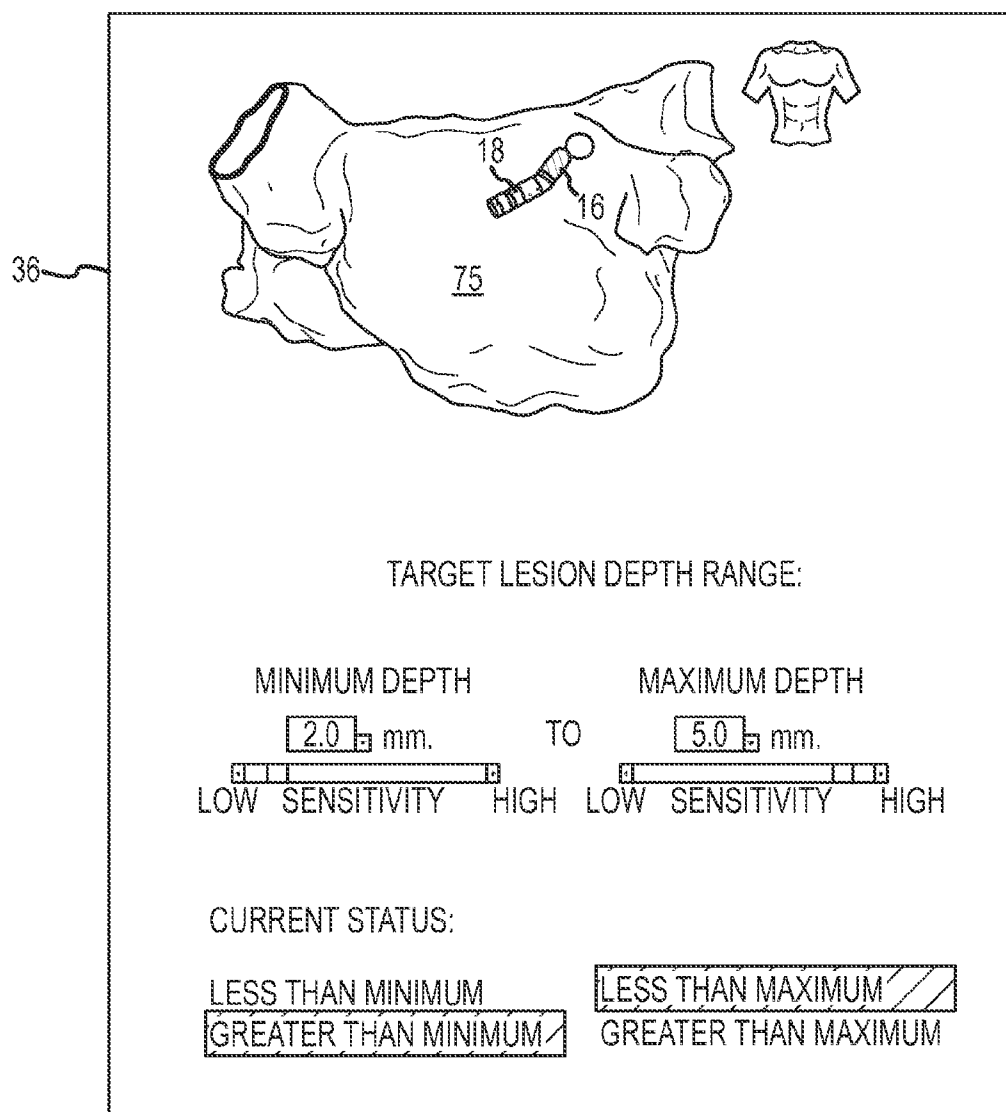 18
16
36
75
TARGET LESION DEPTH RANGE:
MINIMUM DEPTH MAXIMUM DEPTH
2.0 mm. TO 5.0 mm.
LOW SENSITIVITY HIGH LOW SENSITIVITY HIGH
CURRENT STATUS:
LESS THAN MINIMUM LESS THAN MAXIMUM
GREATER THAN MINIMUM GREATER THAN MAXIMUM